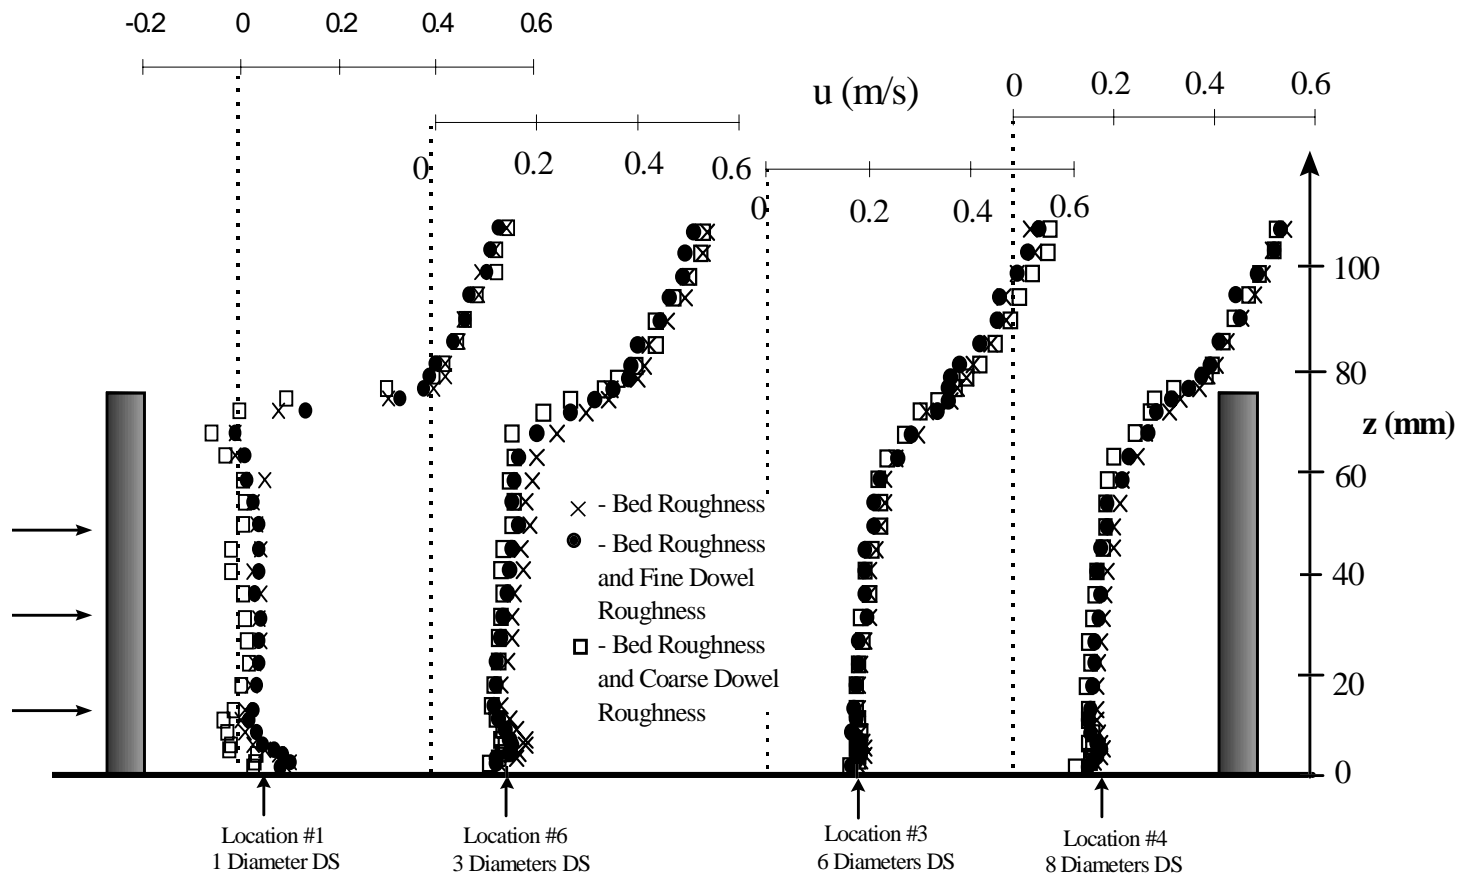 -0.2 0 0.2 0.4 0.6
u (m/s)
0 0.2 0.4 0.6
0 0.2 0.4 0.6
0 0.2 0.4 0.6
100
80
z (mm)
60
40
20
0
- Bed Roughness
- Bed Roughness
and Fine Dowel
Roughness
- Bed Roughness
and Coarse Dowel
Roughness
Location #1
1 Diameter DS
Location #6
3 Diameters DS
Location #3
6 Diameters DS
Location #4
8 Diameters DS